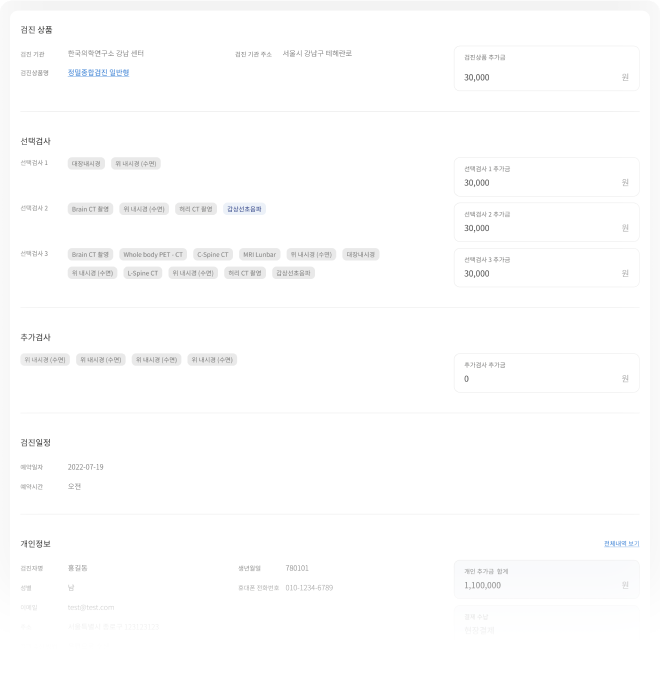 검진 상품
검진 기관 한국의학연구소 강남 센터 검진 기관 주소 서울시 강남구 테헤란로
검진상품명 정밀종합검진 일반형
검진상품 추가금
30,000 원
선택검사
선택검사 1 대장내시경 위 내시경 (수면)
선택검사 1 추가금
30,000 원
선택검사 2 Brain CT 촬영 위 내시경 (수면) 허리 CT 촬영 갑상선초음파
선택검사 2 추가금
30,000 원
선택검사 3 Brain CT 촬영 Whole body PET - CT C-Spine CT MRI Lunbar 위 내시경 (수면) 대장내시경
위 내시경 (수면) L-Spine CT 위 내시경 (수면) 허리 CT 촬영 갑상선초음파
선택검사 3 추가금
30,000 원
추가검사
위 내시경 (수면) 위 내시경 (수면) 위 내시경 (수면) 위 내시경 (수면)
추가검사 추가금
0 원
검진일정
예약일자 2022-07-19
예약시간 오전
개인정보 전체내역 보기
검진자명 홍길동 생년월일 780101
성별 남 휴대폰 전화번호 010-1234-6789
개인 추가금 합계
1,100,000 원
이메일 test@test.com